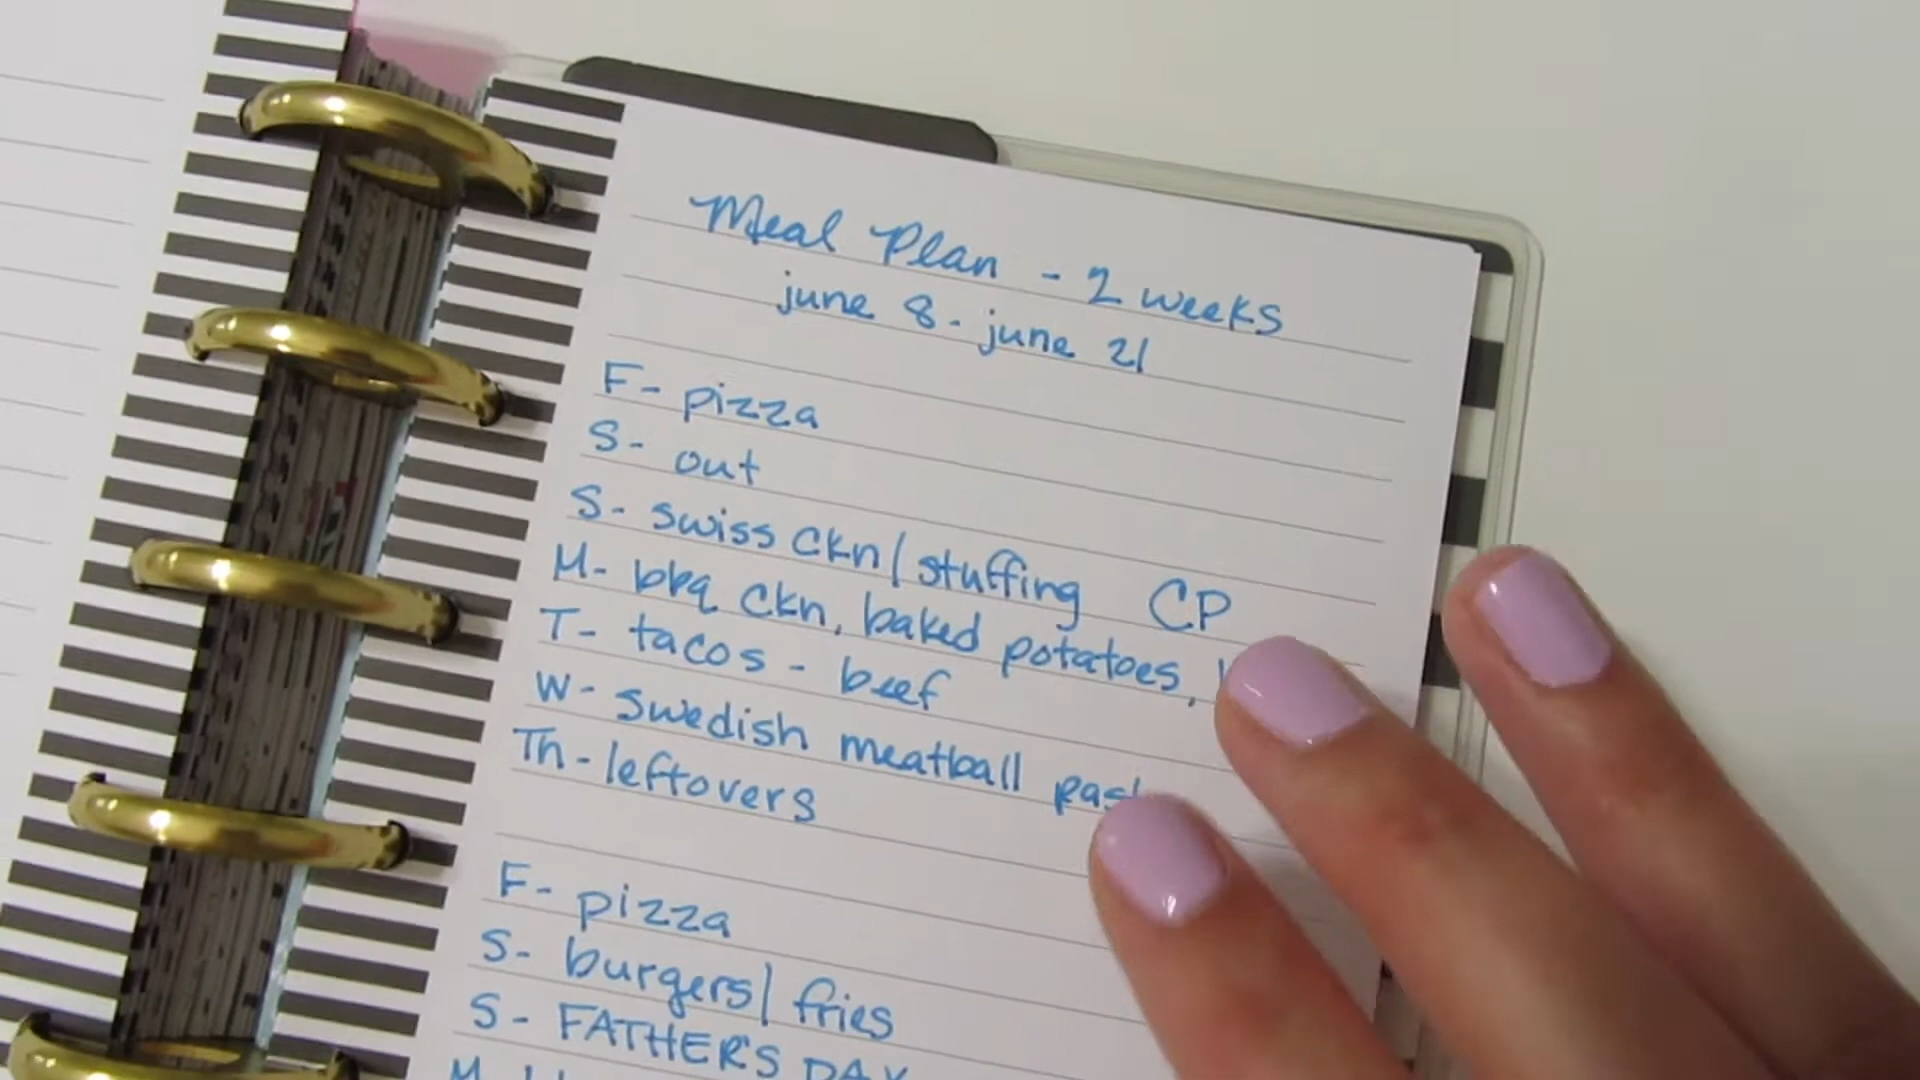 Meal Plan - 2 weeks
june 8 - june 21
F- pizza
S- out
S- swiss ckn/stuffing CP
M- bbq ckn, baked potatoes,
T- tacos - beef
W- swedish meatball
Th- leftovers
F- pizza
S- burgers/ fries
S- FATHER'S DAY